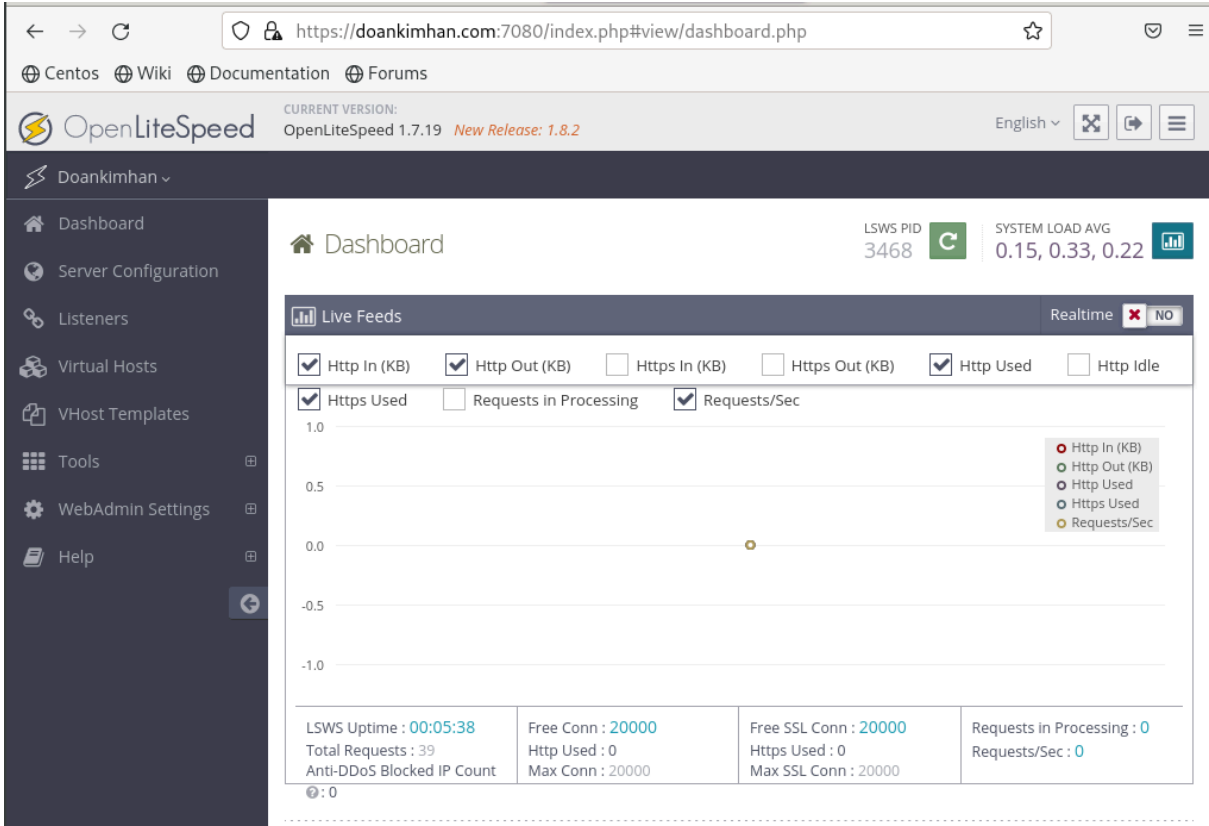 https://doankimhan.com:7080/index.php#view/dashboard.php
Centos Wiki Documentation Forums
OpenLiteSpeed
CURRENT VERSION:
OpenLiteSpeed 1.7.19 New Release: 1.8.2
English
Doankimhan
Dashboard
Server Configuration
Listeners
Virtual Hosts
VHost Templates
Tools
WebAdmin Settings
Help
Dashboard
LSWS PID
3468
SYSTEM LOAD AVG
0.15, 0.33, 0.22
Live Feeds
Realtime NO
Http In (KB) Http Out (KB) Https In (KB) Https Out (KB) Http Used Http Idle
Https Used Requests in Processing Requests/Sec
1.0
0.5
0.0
-0.5
-1.0
Http In (KB)
Http Out (KB)
Http Used
Https Used
Requests/Sec
LSWS Uptime : 00:05:38
Total Requests : 39
Anti-DDoS Blocked IP Count
: 0
Free Conn : 20000
Http Used : 0
Max Conn : 20000
Free SSL Conn : 20000
Https Used : 0
Max SSL Conn : 20000
Requests in Processing : 0
Requests/Sec : 0